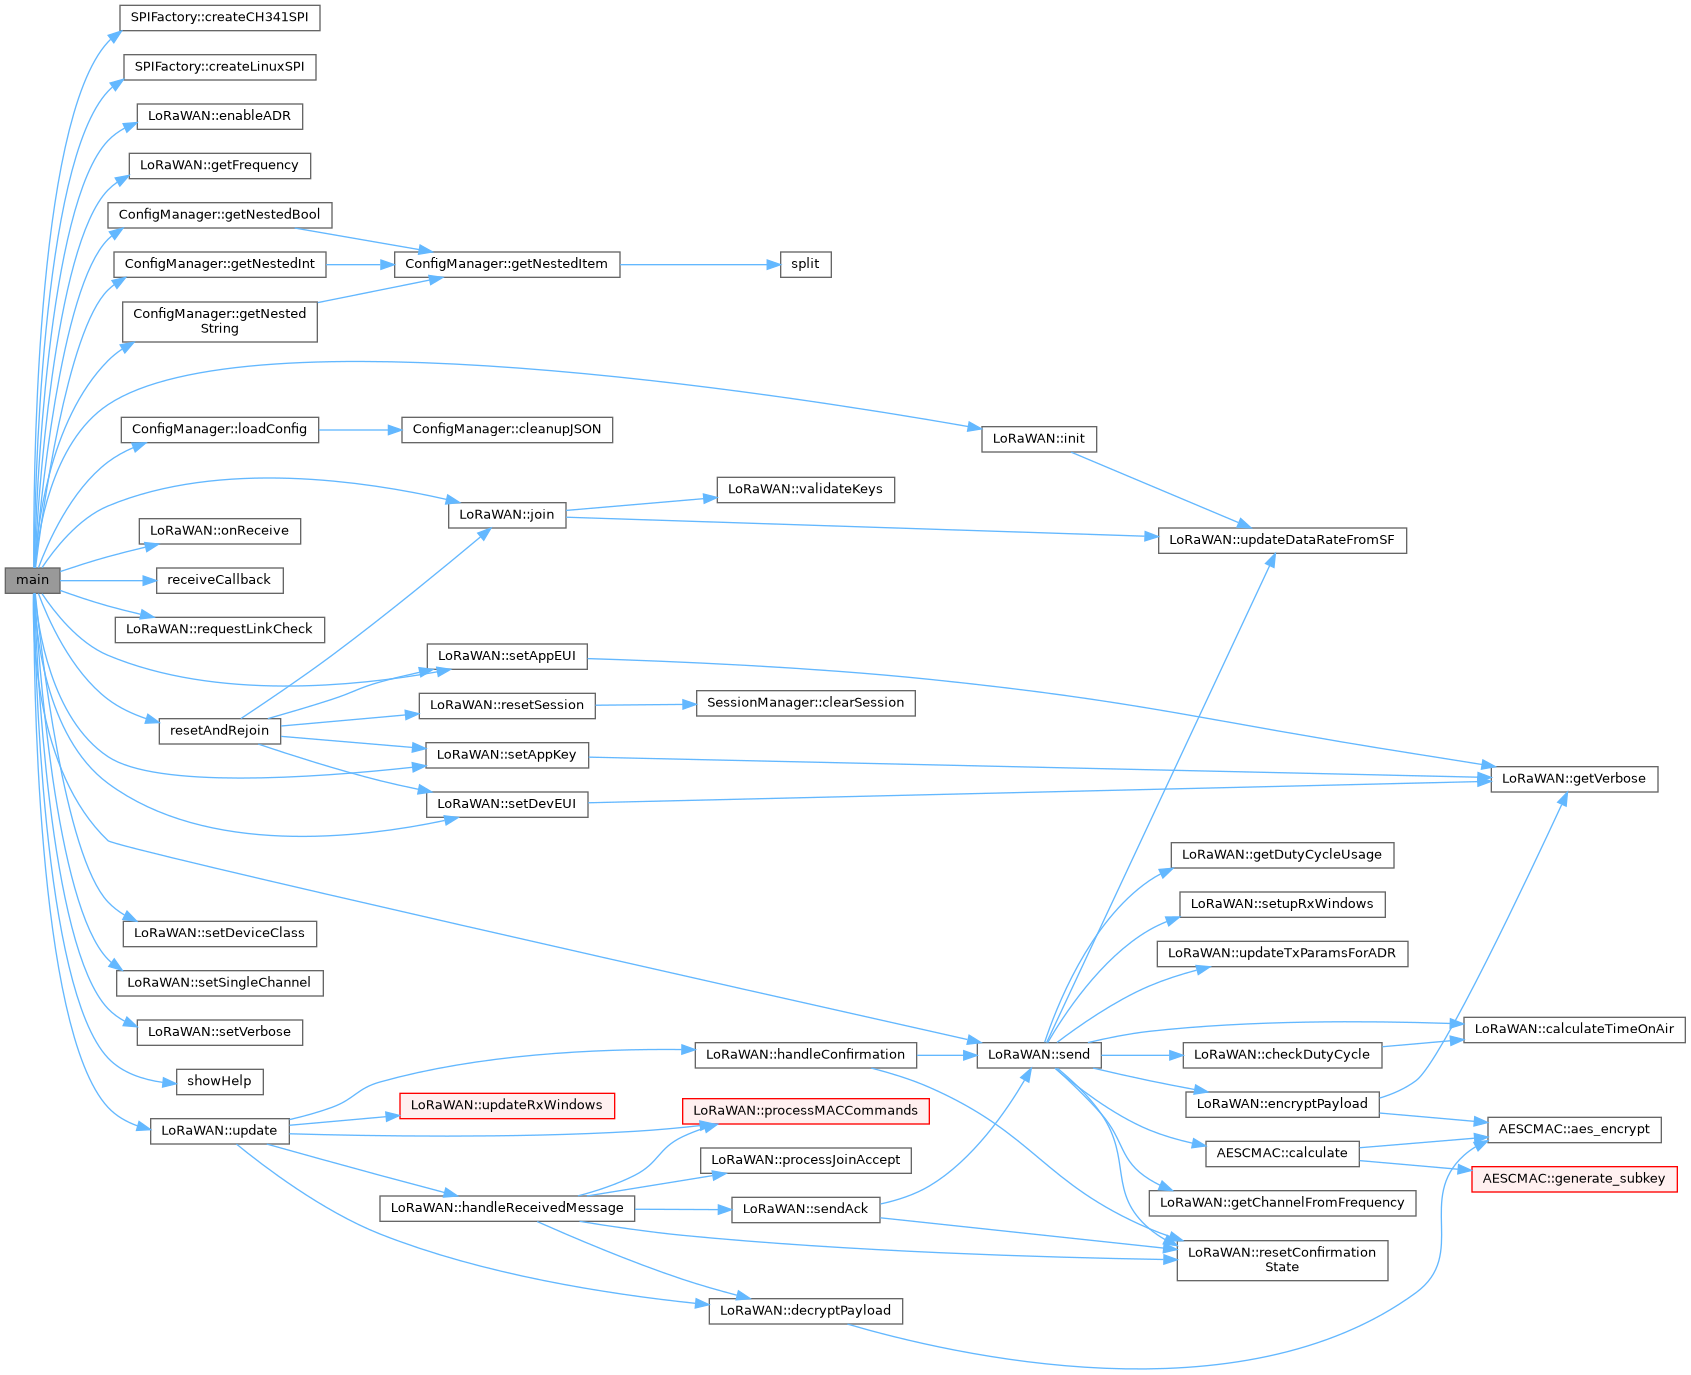 SPIFactory::createCH341SPI
SPIFactory::createLinuxSPI
LoRaWAN::enableADR
LoRaWAN::getFrequency
ConfigManager::getNestedBool
ConfigManager::getNestedInt
ConfigManager::getNestedItem
split
ConfigManager::getNested
String
ConfigManager::loadConfig
ConfigManager::cleanupJSON
LoRaWAN::init
LoRaWAN::validateKeys
LoRaWAN::join
LoRaWAN::onReceive
LoRaWAN::updateDataRateFromSF
main
receiveCallback
LoRaWAN::requestLinkCheck
LoRaWAN::setAppEUI
LoRaWAN::resetSession
SessionManager::clearSession
resetAndRejoin
LoRaWAN::setAppKey
LoRaWAN::getVerbose
LoRaWAN::setDevEUI
LoRaWAN::getDutyCycleUsage
LoRaWAN::setupRxWindows
LoRaWAN::setDeviceClass
LoRaWAN::updateTxParamsForADR
LoRaWAN::setSingleChannel
LoRaWAN::setVerbose
LoRaWAN::calculateTimeOnAir
LoRaWAN::handleConfirmation
LoRaWAN::send
LoRaWAN::checkDutyCycle
showHelp
LoRaWAN::updateRxWindows
LoRaWAN::processMACCommands
LoRaWAN::encryptPayload
LoRaWAN::update
AESCMAC::aes_encrypt
LoRaWAN::processJoinAccept
AESCMAC::calculate
AESCMAC::generate_subkey
LoRaWAN::handleReceivedMessage
LoRaWAN::sendAck
LoRaWAN::getChannelFromFrequency
LoRaWAN::resetConfirmation
State
LoRaWAN::decryptPayload